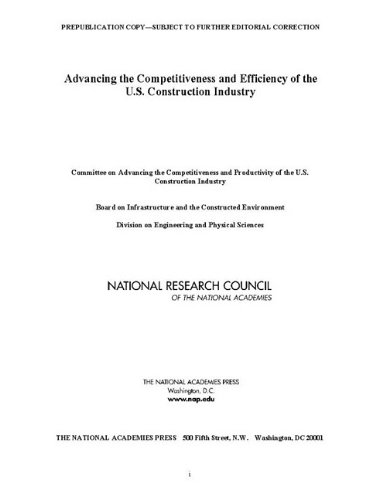 PREPUBLICATION COPY—SUBJECT TO FURTHER EDITORIAL CORRECTION
Advancing the Competitiveness and Efficiency of the
U.S. Construction Industry
Committee on Advancing the Competitiveness and Productivity of the U.S.
Construction Industry
Board on Infrastructure and the Constructed Environment
Division on Engineering and Physical Sciences
NATIONAL RESEARCH COUNCIL
OF THE NATIONAL ACADEMIES
THE NATIONAL ACADEMIES PRESS
Washington, D.C.
www.nap.edu
THE NATIONAL ACADEMIES PRESS 500 Fifth Street, N.W. Washington, DC 20001
i